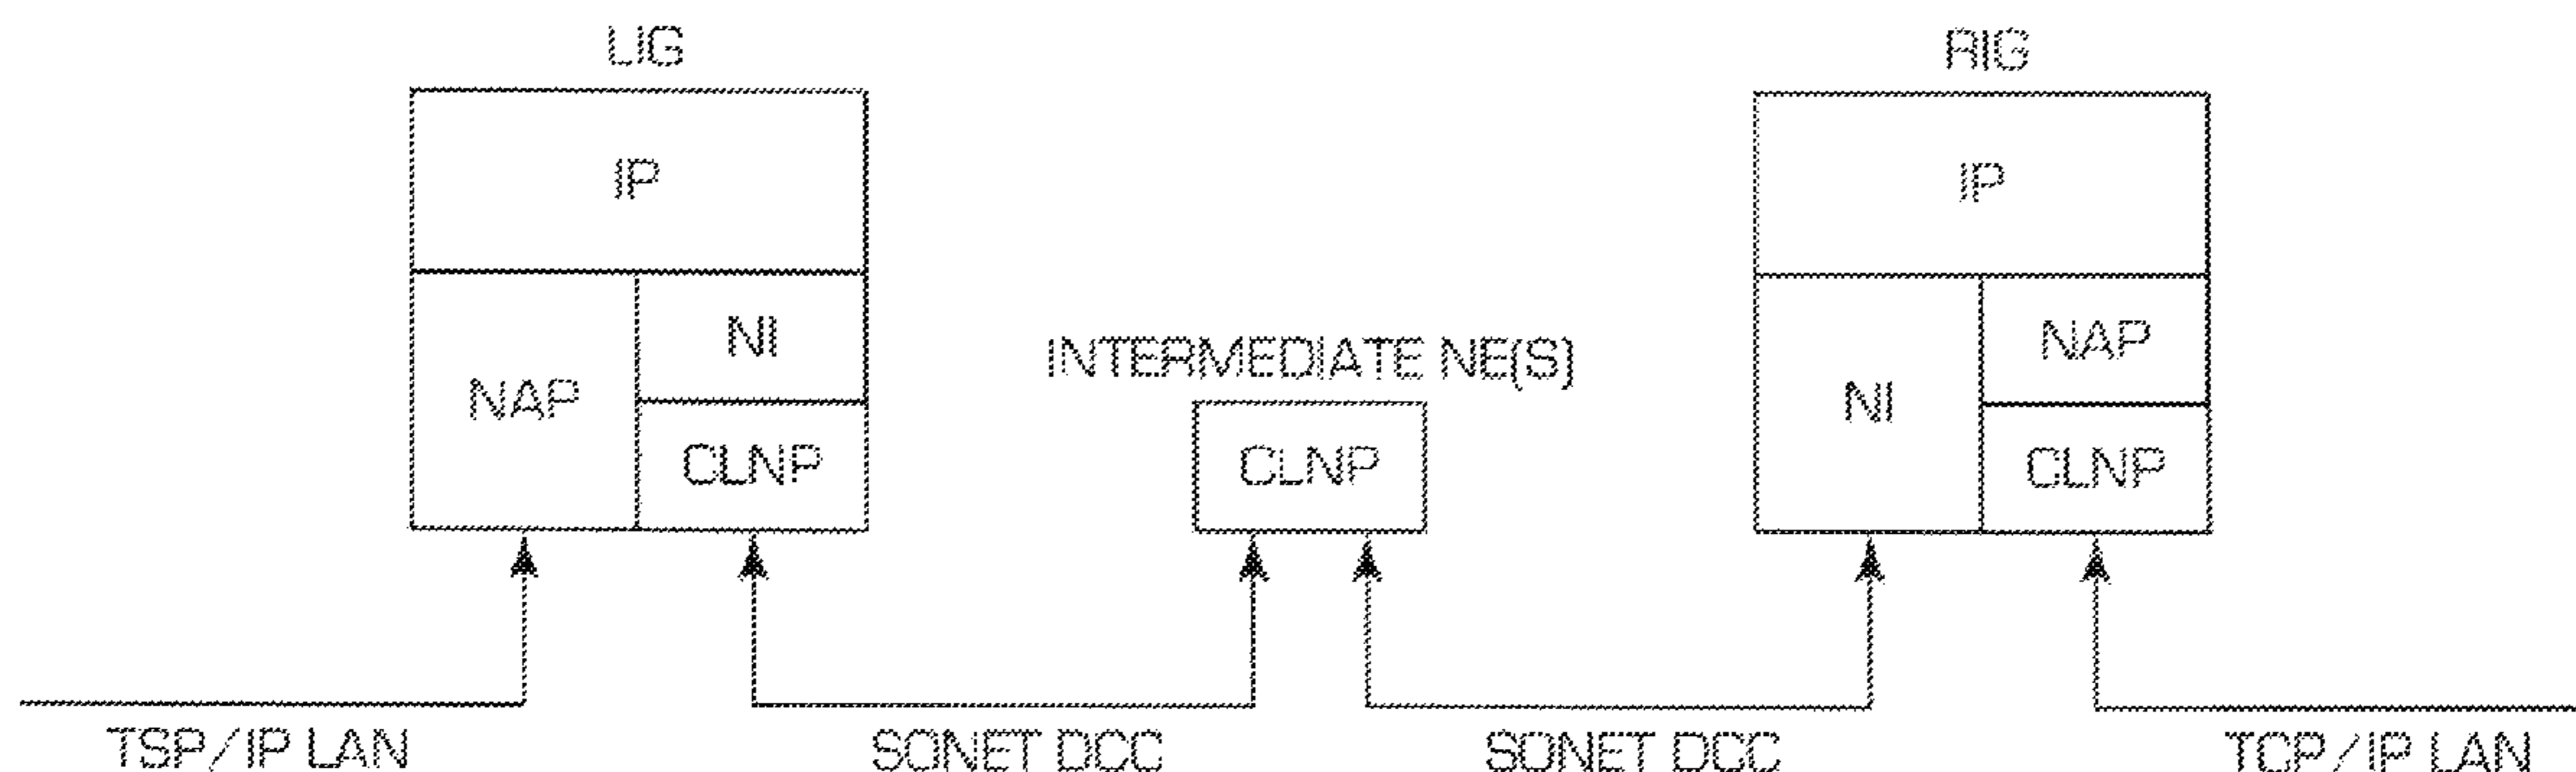 LIG
RIG
IP
IP
NAP
NI
CLNP
INTERMEDIATE NE(S)
CLNP
NI
NAP
CLNP
TSP/IP LAN
SONET DCC
SONET DCC
TCP/IP LAN